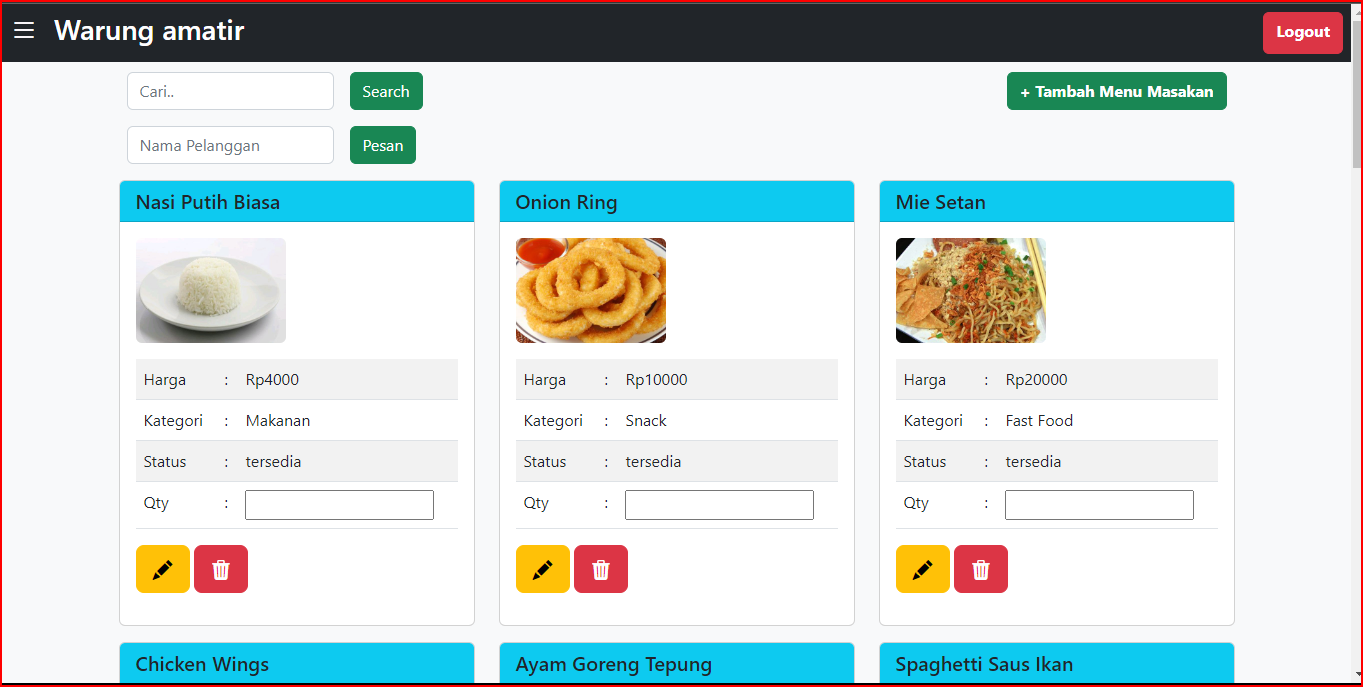 Warung amatir
Logout
Cari..
Search
+ Tambah Menu Masakan
Nama Pelanggan
Pesan
Nasi Putih Biasa
Harga : Rp4000
Kategori : Makanan
Status : tersedia
Qty :
Onion Ring
Harga : Rp10000
Kategori : Snack
Status : tersedia
Qty :
Mie Setan
Harga : Rp20000
Kategori : Fast Food
Status : tersedia
Qty :
Chicken Wings
Ayam Goreng Tepung
Spaghetti Saus Ikan